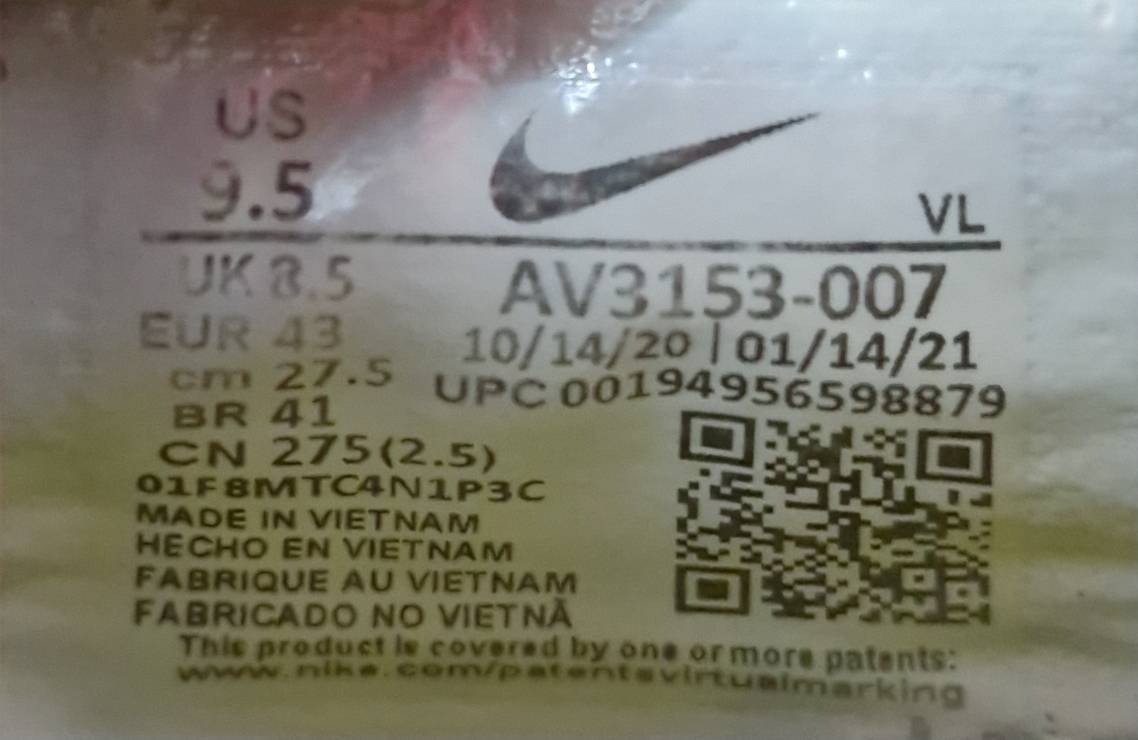 US
9.5
VL
UK 8.5
AV3153-007
EUR 43
10/14/20 | 01/14/21
cm 27.5
UPC 00194956598879
BR 41
CN 275(2.5)
01F8MTC4N1P3C
MADE IN VIETNAM
HECHO EN VIETNAM
FABRIQUE AU VIETNAM
FABRICADO NO VIETNÃ
This product is covered by one or more patents:
www.nike.com/patentsvirtualmarking